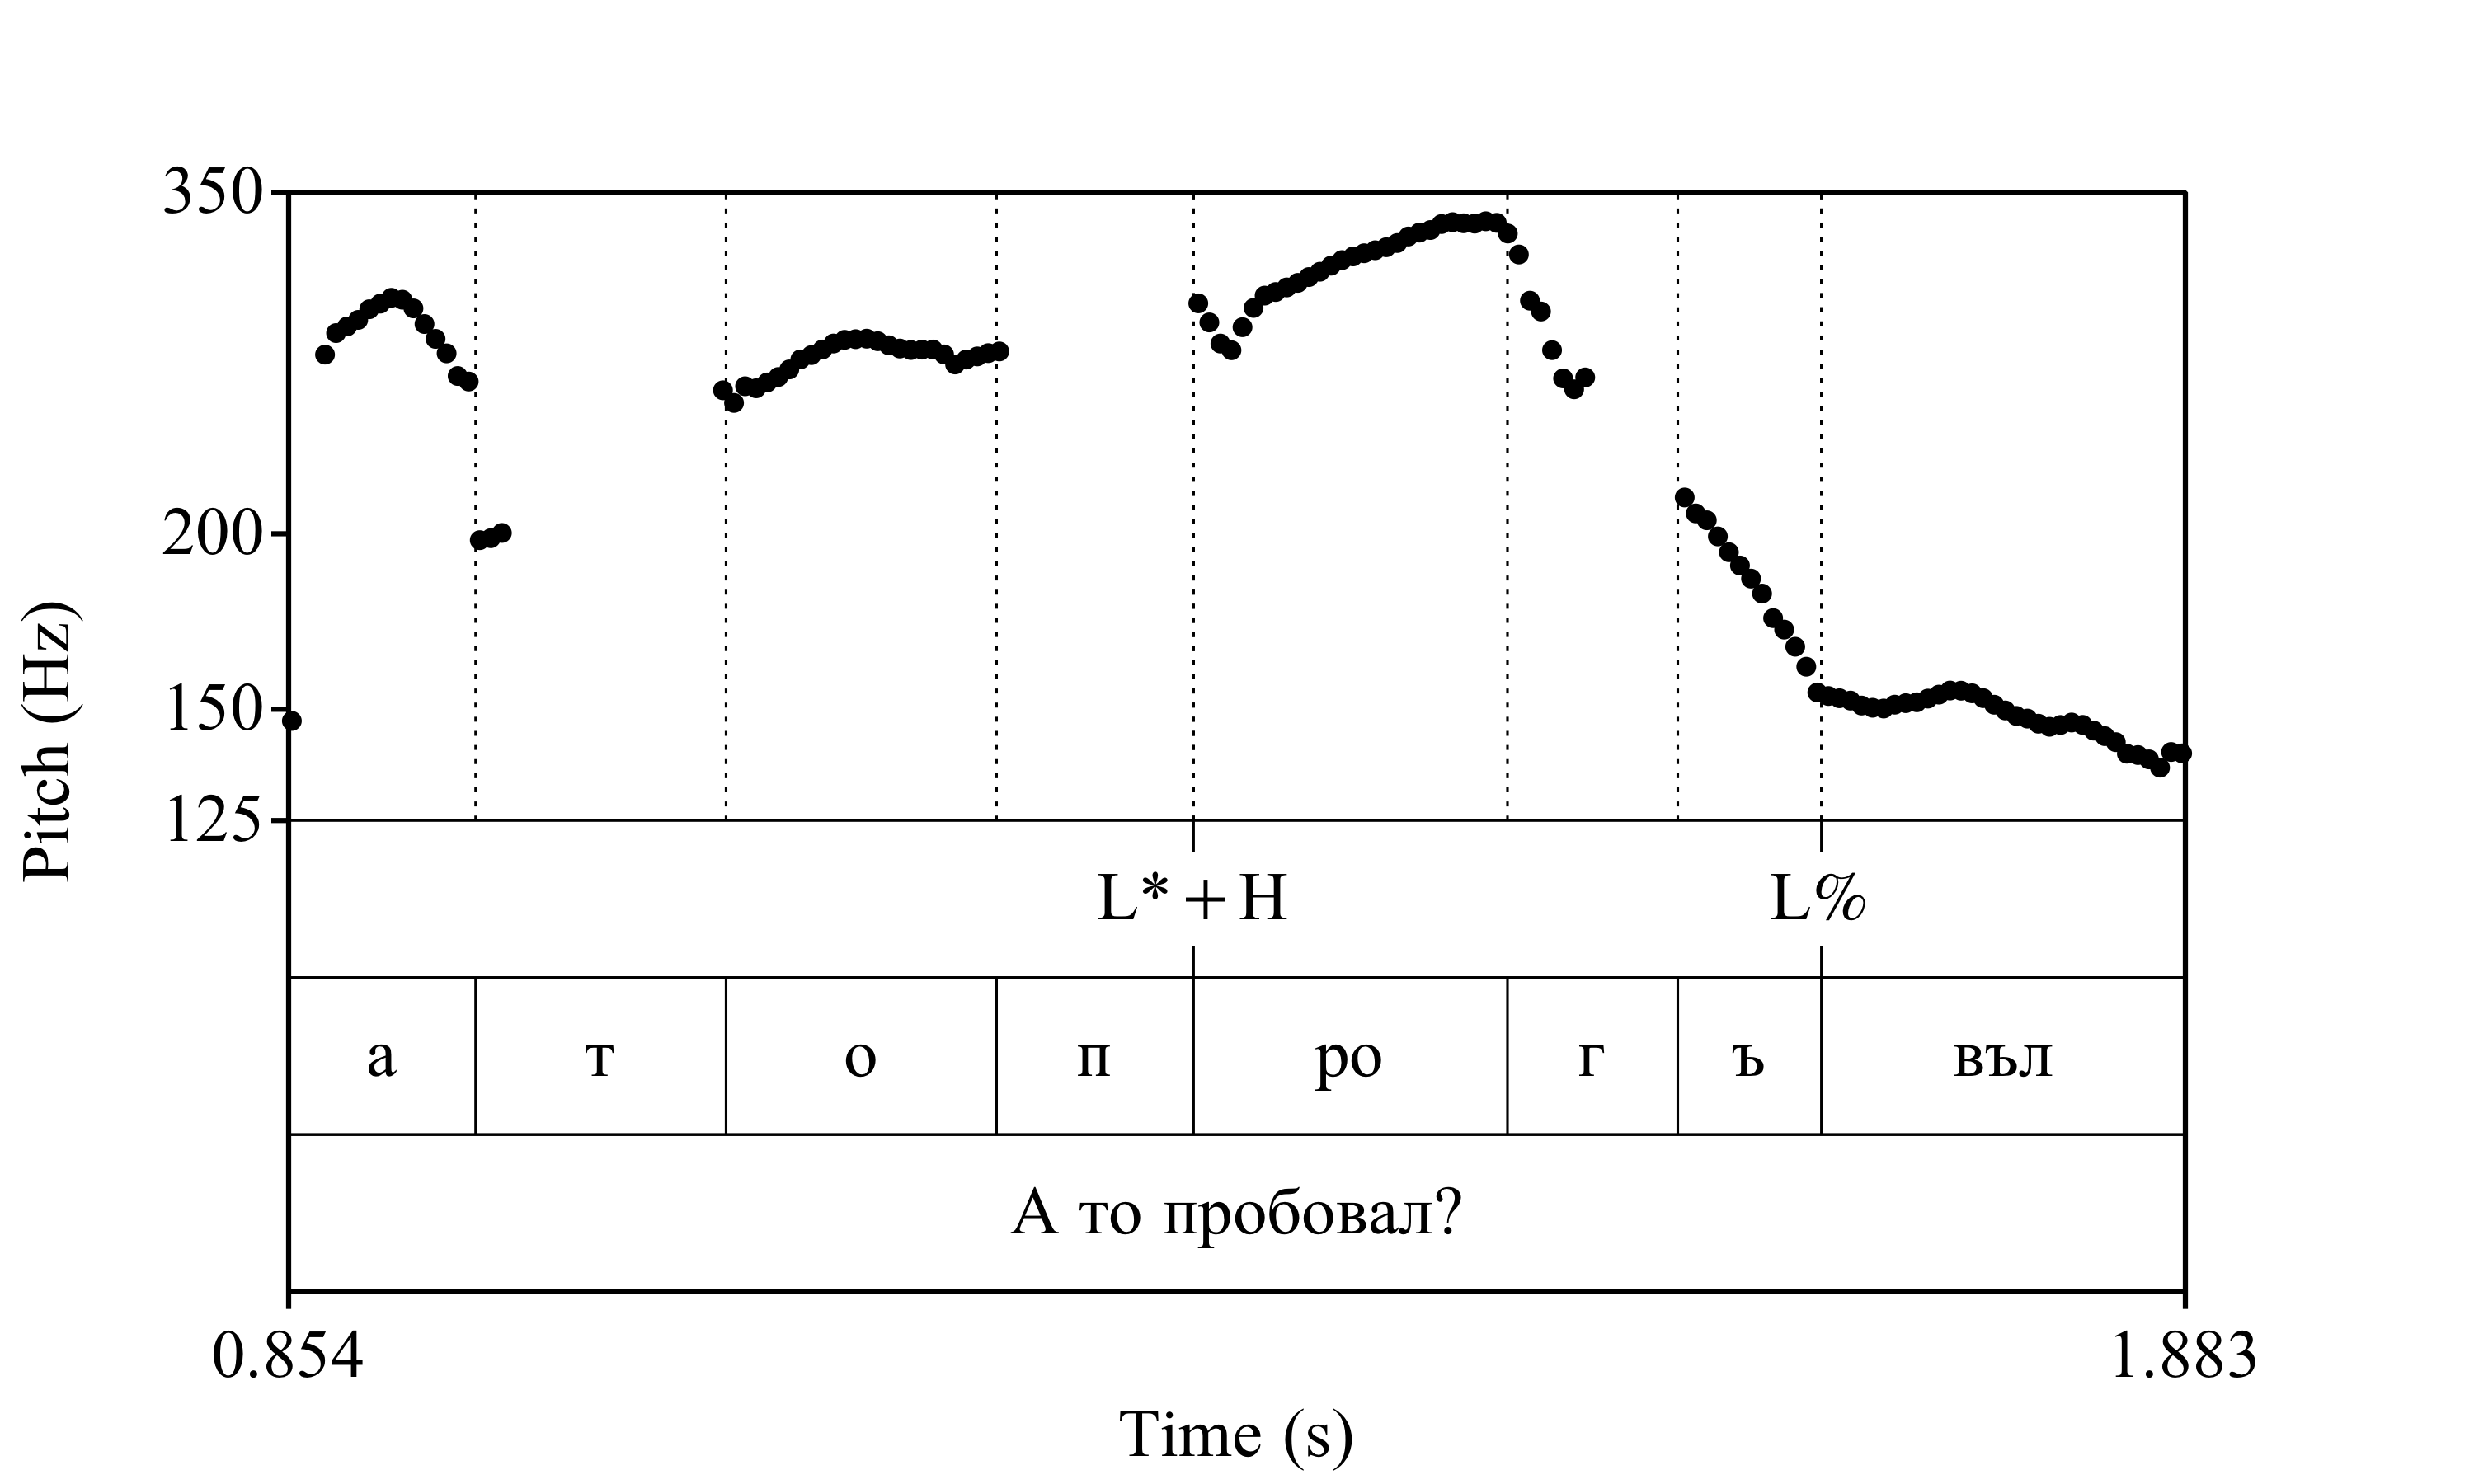 350
200
150
125
Pitch (Hz)
L*+H L%
а т о п ро г ъ въл
А то пробовал?
0.854 1.883
Time (s)